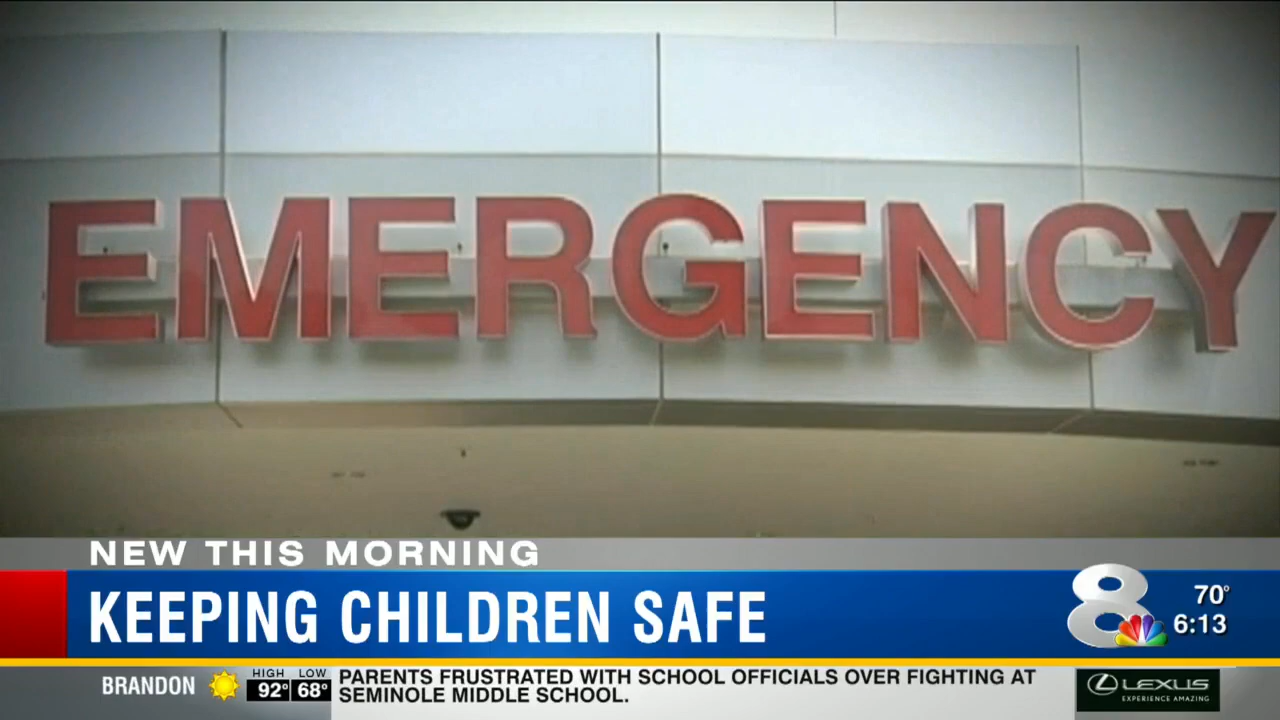 EMERGENCY
NEW THIS MORNING
KEEPING CHILDREN SAFE
8
70°
6:13
BRANDON
HIGH LOW
92° 68°
PARENTS FRUSTRATED WITH SCHOOL OFFICIALS OVER FIGHTING AT
SEMINOLE MIDDLE SCHOOL.
LEXUS
EXPERIENCE AMAZING